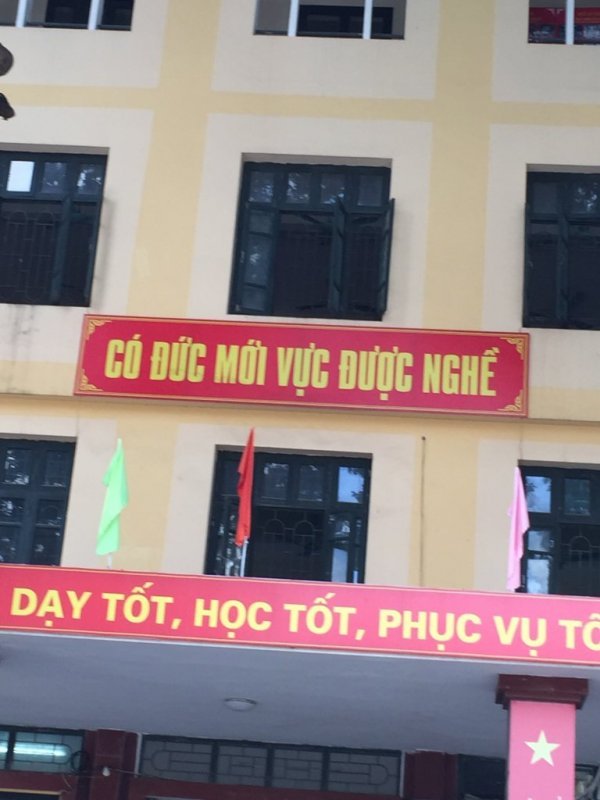 CÓ ĐỨC MỚI VỰC ĐƯỢC NGHỀ
DẠY TỐT, HỌC TỐT, PHỤC VỤ